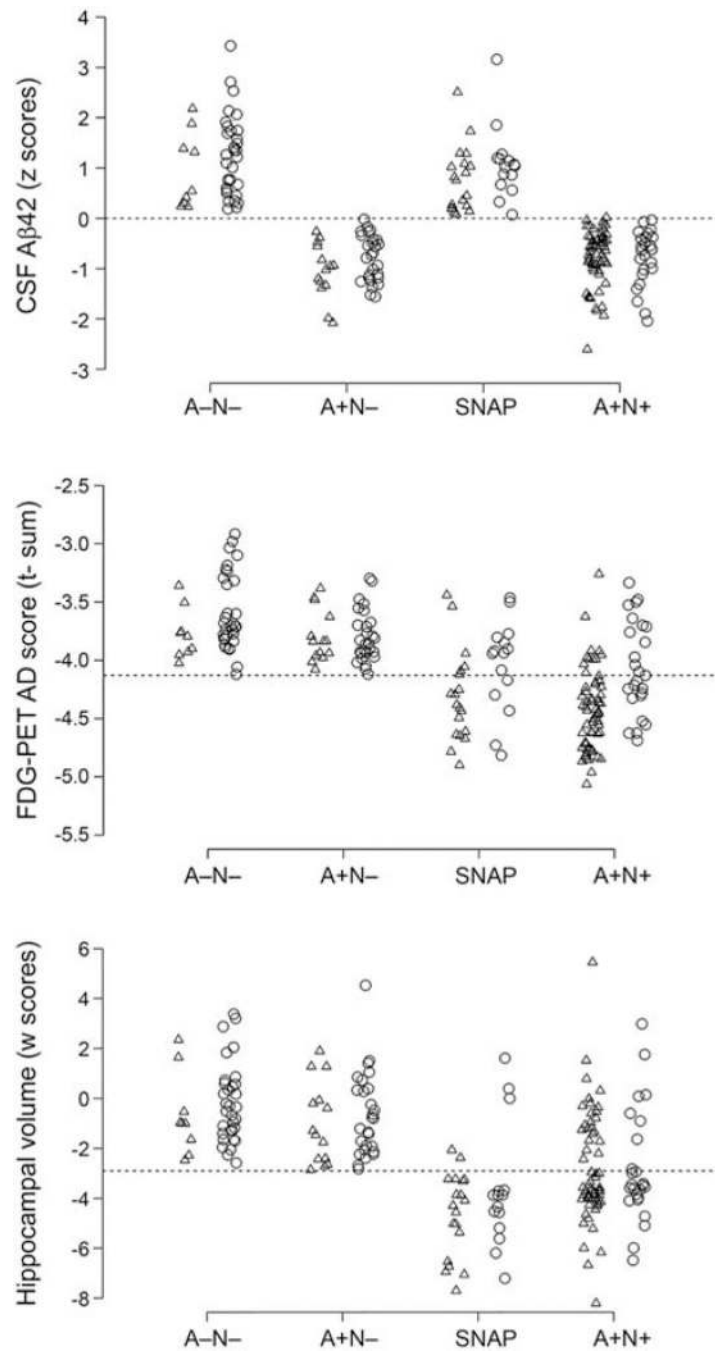 CSF Aβ42 (z scores)
4
3
2
1
0
-1
-2
-3
A–N–
A+N–
SNAP
A+N+
FDG-PET AD score (t- sum)
-2.5
-3.0
-3.5
-4.0
-4.5
-5.0
-5.5
A–N–
A+N–
SNAP
A+N+
Hippocampal volume (w scores)
6
4
2
0
-2
-4
-6
-8
A–N–
A+N–
SNAP
A+N+